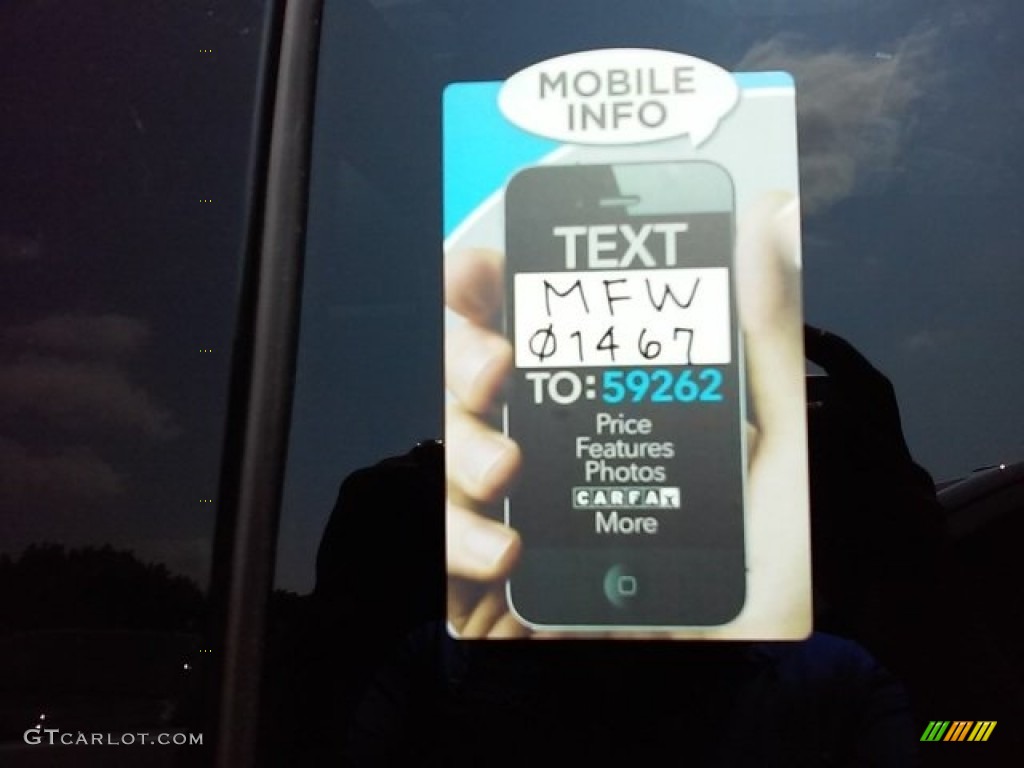 MOBILE
INFO
TEXT
MFW
Ø1467
TO: 59262
Price
Features
Photos
CARFAX
More
GTCARLOT.COM